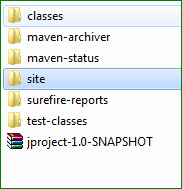 classes
maven-archiver
maven-status
site
surefire-reports
test-classes
jproject-1.0-SNAPSHOT